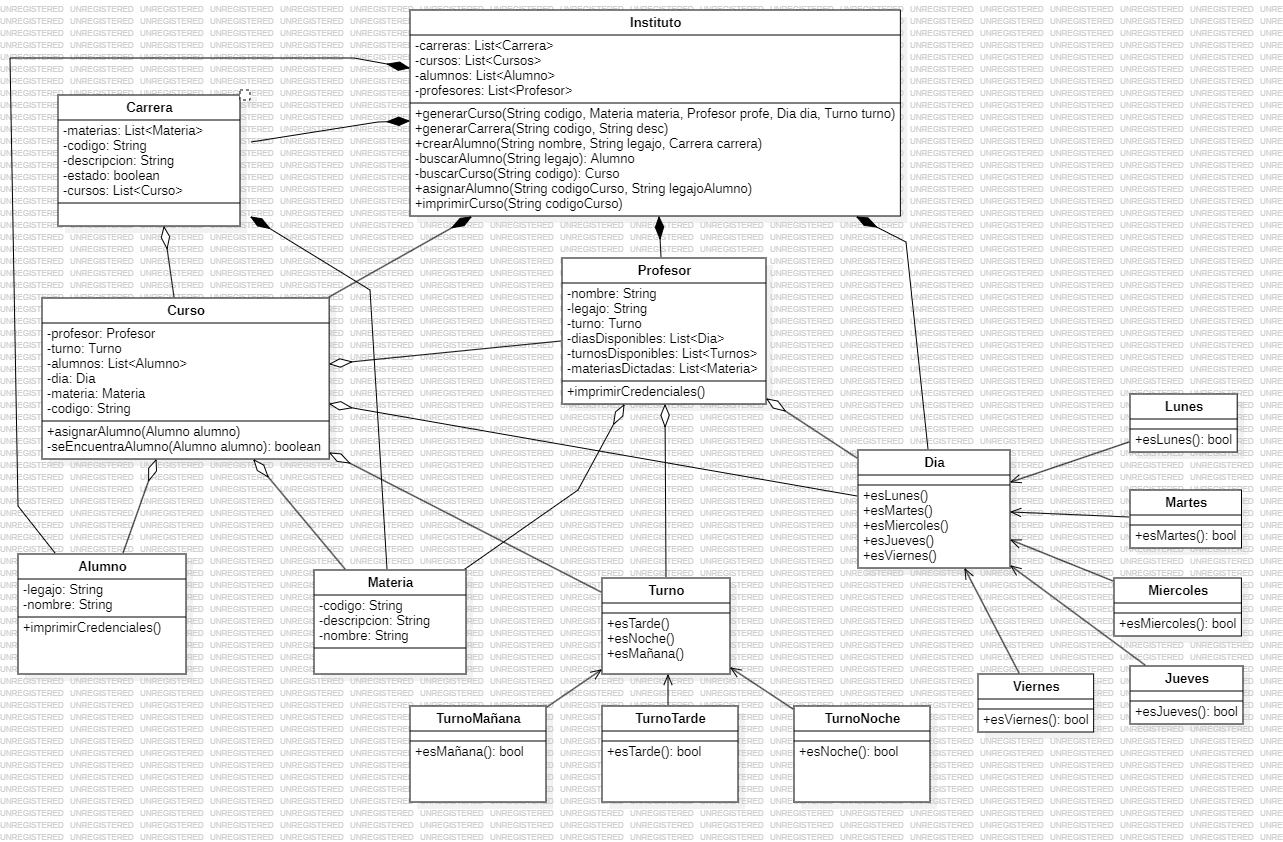 Instituto
-carreras: List<Carrera>
-cursos: List<Cursos>
-alumnos: List<Alumno>
-profesores: List<Profesor>
+generarCurso(String codigo, Materia materia, Profesor profe, Dia dia, Turno turno)
+generarCarrera(String codigo, String desc)
+crearAlumno(String nombre, String legajo, Carrera carrera)
-buscarAlumno(String legajo): Alumno
-buscarCurso(String codigo): Curso
+asignarAlumno(String codigoCurso, String legajoAlumno)
+imprimirCurso(String codigoCurso)
Carrera
-materias: List<Materia>
-codigo: String
-descripcion: String
-estado: boolean
-cursos: List<Curso>
Profesor
-nombre: String
-legajo: String
-turno: Turno
-diasDisponibles: List<Dia>
-turnosDisponibles: List<Turnos>
-materiasDictadas: List<Materia>
+imprimirCredenciales()
Curso
-profesor: Profesor
-turno: Turno
-alumnos: List<Alumno>
-dia: Dia
-materia: Materia
-codigo: String
+asignarAlumno(Alumno alumno)
-seEncuentraAlumno(Alumno alumno): boolean
Lunes
+esLunes(): bool
Dia
+esLunes()
+esMartes()
+esMiercoles()
+esJueves()
+esViernes()
Martes
+esMartes(): bool
Alumno
-legajo: String
-nombre: String
+imprimirCredenciales()
Materia
-codigo: String
-descripcion: String
-nombre: String
Turno
+esTarde()
+esNoche()
+esMañana()
Miercoles
+esMiercoles(): bool
Viernes
+esViernes(): bool
Jueves
+esJueves(): bool
TurnoMañana
+esMañana(): bool
TurnoTarde
+esTarde(): bool
TurnoNoche
+esNoche(): bool
UNREGISTERED